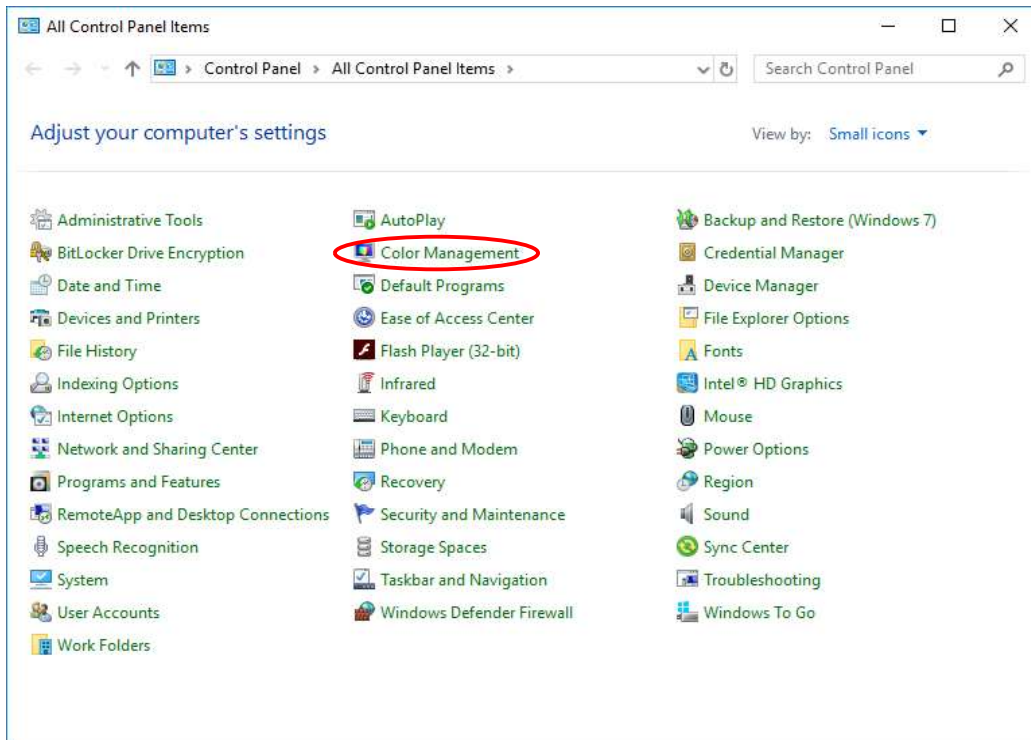 All Control Panel Items
Control Panel > All Control Panel Items >
Search Control Panel
Adjust your computer's settings
View by: Small icons
Administrative Tools AutoPlay Backup and Restore (Windows 7)
BitLocker Drive Encryption Color Management Credential Manager
Date and Time Default Programs Device Manager
Devices and Printers Ease of Access Center File Explorer Options
File History Flash Player (32-bit) Fonts
Indexing Options Infrared Intel® HD Graphics
Internet Options Keyboard Mouse
Network and Sharing Center Phone and Modem Power Options
Programs and Features Recovery Region
RemoteApp and Desktop Connections Security and Maintenance Sound
Speech Recognition Storage Spaces Sync Center
System Taskbar and Navigation Troubleshooting
User Accounts Windows Defender Firewall Windows To Go
Work Folders